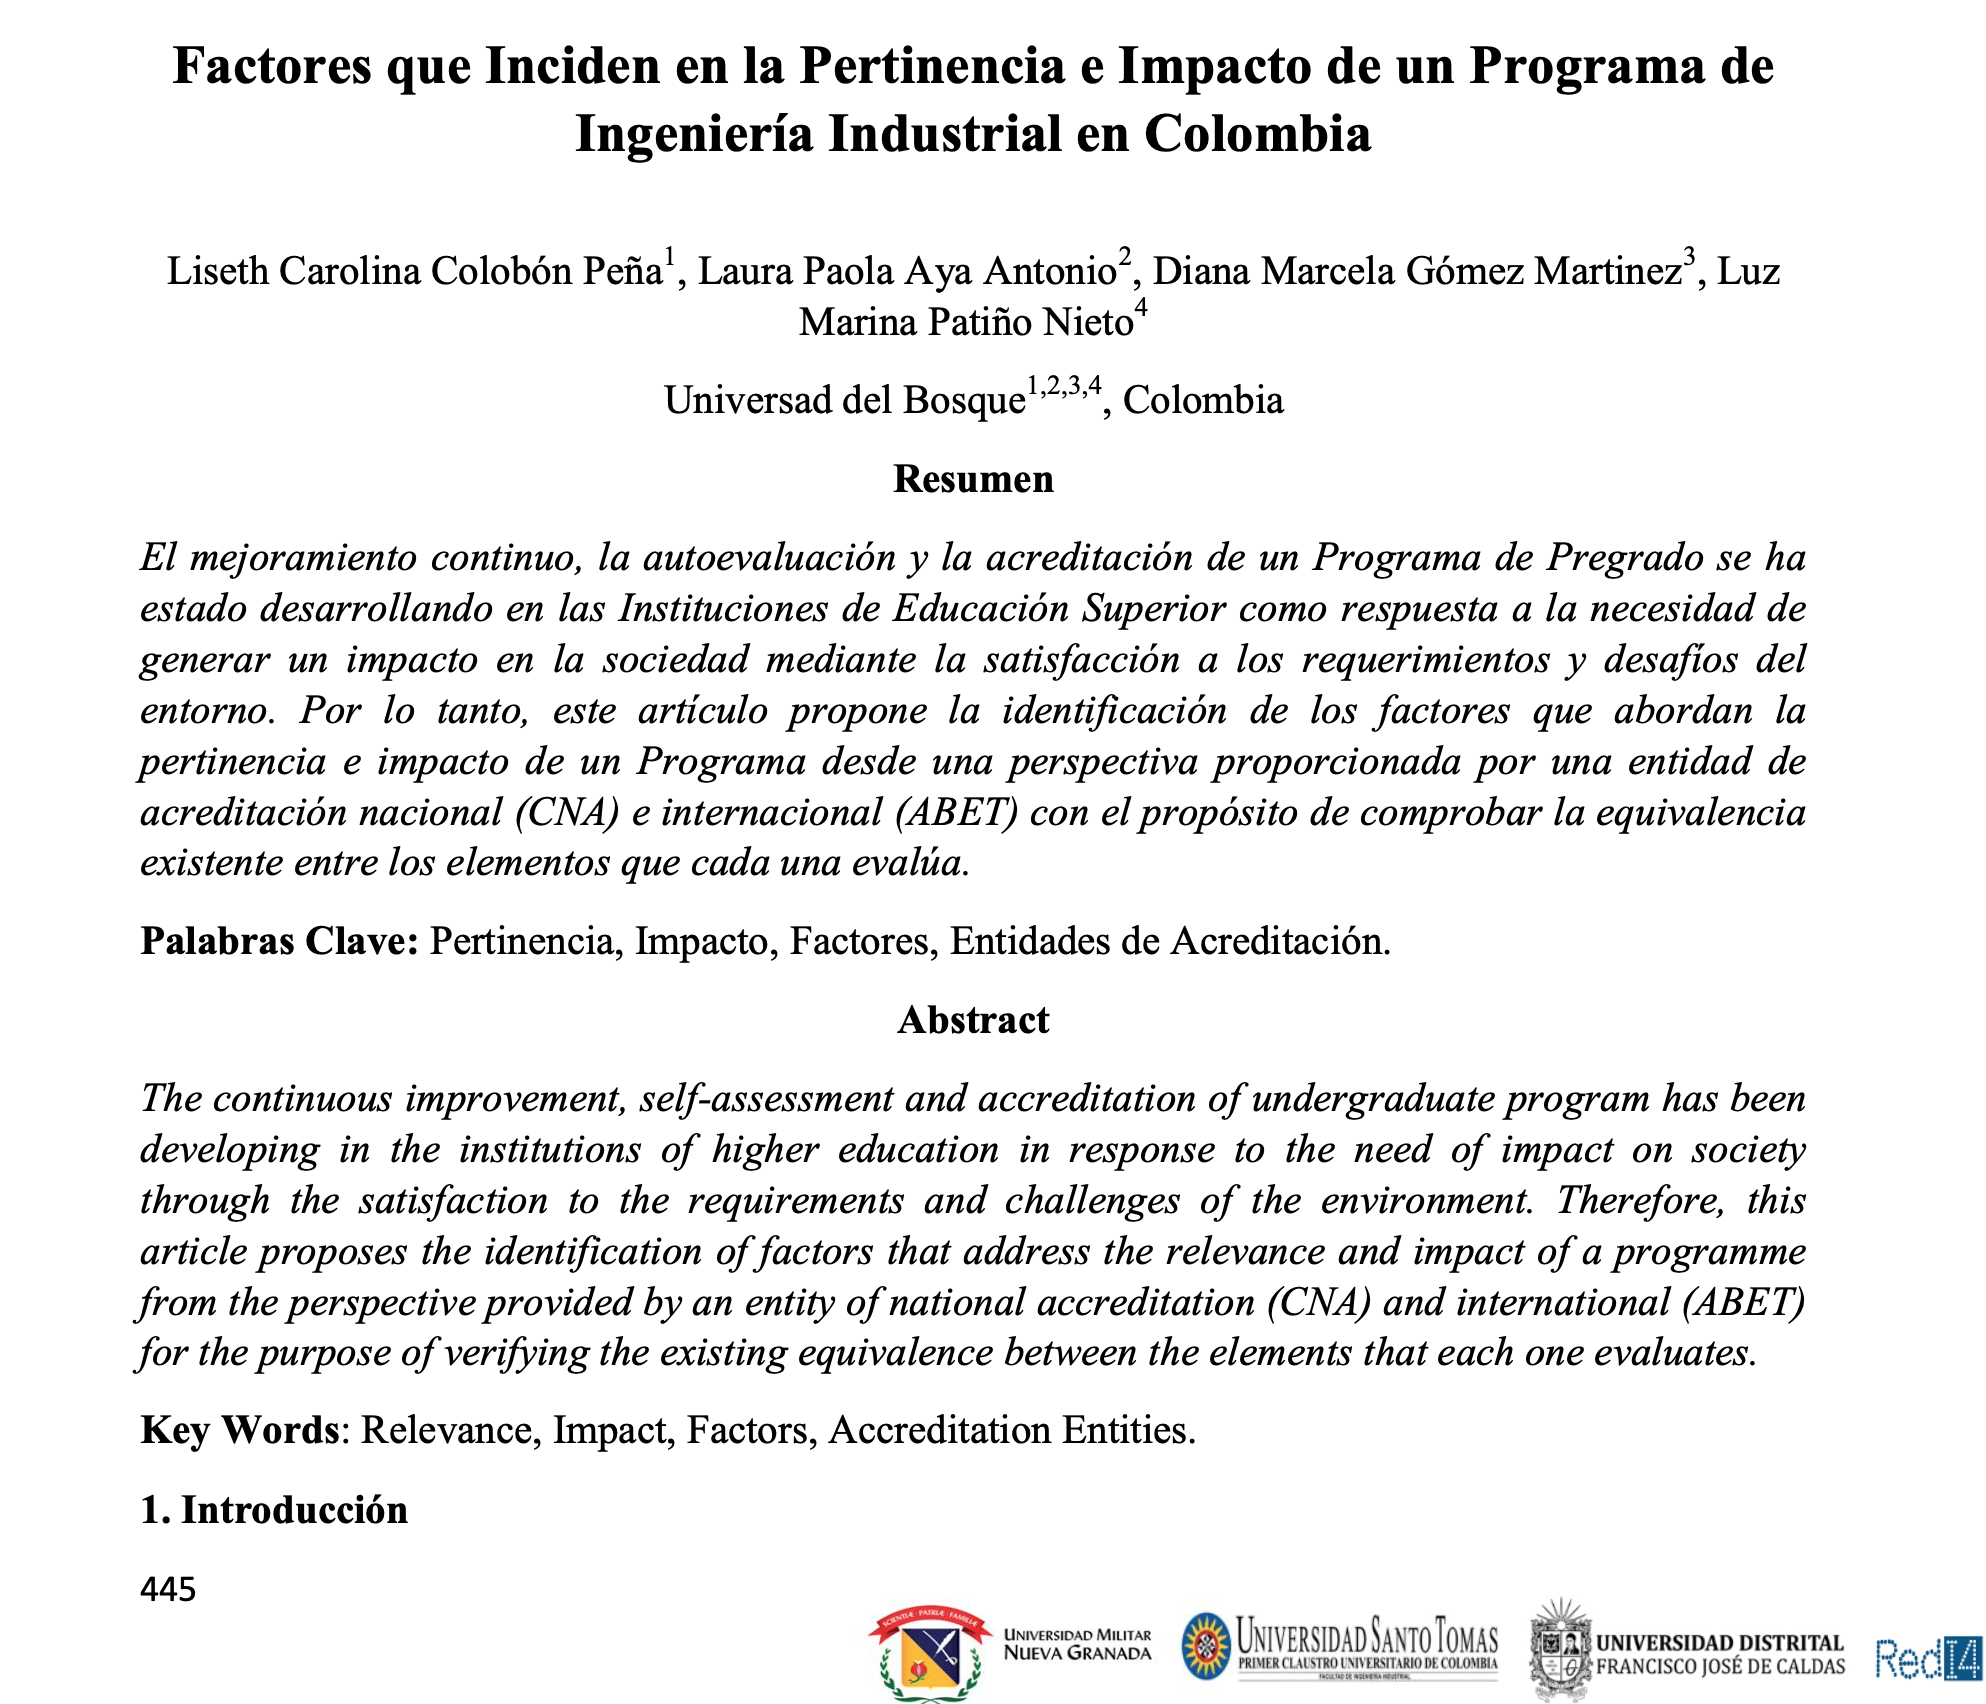 Factores que Inciden en la Pertinencia e Impacto de un Programa de
Ingeniería Industrial en Colombia
Liseth Carolina Colobón Peña1, Laura Paola Aya Antonio2, Diana Marcela Gómez Martinez3, Luz
Marina Patiño Nieto4
Universad del Bosque1,2,3,4, Colombia
Resumen
El mejoramiento continuo, la autoevaluación y la acreditación de un Programa de Pregrado se ha
estado desarrollando en las Instituciones de Educación Superior como respuesta a la necesidad de
generar un impacto en la sociedad mediante la satisfacción a los requerimientos y desafíos del
entorno. Por lo tanto, este artículo propone la identificación de los factores que abordan la
pertinencia e impacto de un Programa desde una perspectiva proporcionada por una entidad de
acreditación nacional (CNA) e internacional (ABET) con el propósito de comprobar la equivalencia
existente entre los elementos que cada una evalúa.
Palabras Clave: Pertinencia, Impacto, Factores, Entidades de Acreditación.
Abstract
The continuous improvement, self-assessment and accreditation of undergraduate program has been
developing in the institutions of higher education in response to the need of impact on society
through the satisfaction to the requirements and challenges of the environment. Therefore, this
article proposes the identification of factors that address the relevance and impact of a programme
from the perspective provided by an entity of national accreditation (CNA) and international (ABET)
for the purpose of verifying the existing equivalence between the elements that each one evaluates.
Key Words: Relevance, Impact, Factors, Accreditation Entities.
1. Introducción
445
SCIENTIÆ · PATRIÆ · FAMILIÆ
UNIVERSIDAD MILITAR
NUEVA GRANADA
UNIVERSIDAD SANTO TOMAS
PRIMER CLAUSTRO UNIVERSITARIO DE COLOMBIA
FACULTAD DE INGENIERÍA INDUSTRIAL
UNIVERSIDAD DISTRITAL
FRANCISCO JOSÉ DE CALDAS
RedI4